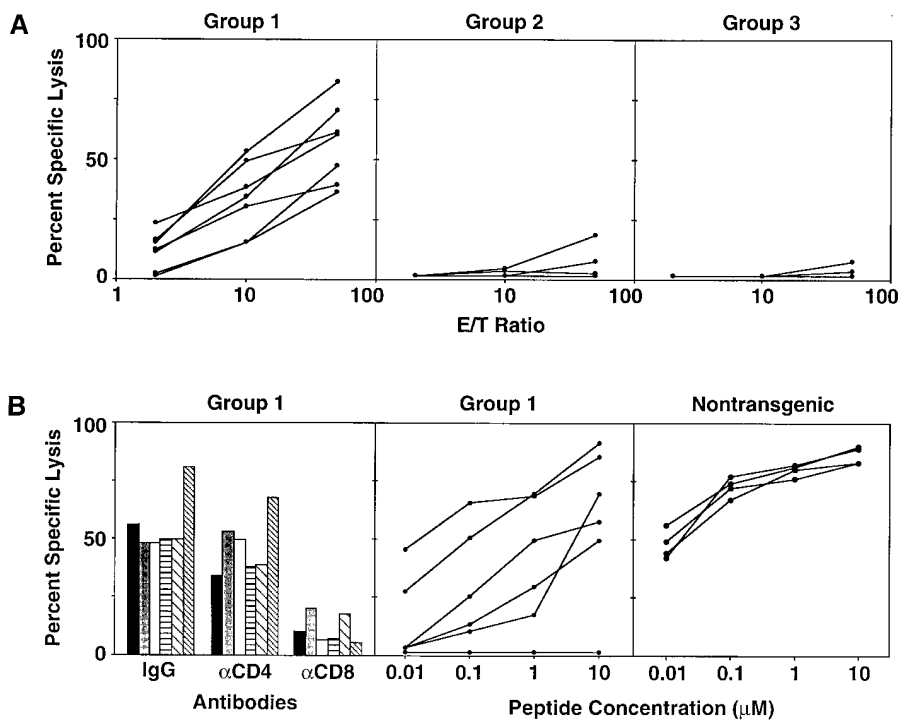 A
Group 1
Group 2
Group 3
Percent Specific Lysis
100
50
0
1
10
100
10
100
10
100
E/T Ratio
B
Group 1
Group 1
Nontransgenic
Percent Specific Lysis
100
50
0
IgG
αCD4
αCD8
0.01
0.1
1
10
0.01
0.1
1
10
Antibodies
Peptide Concentration (μM)